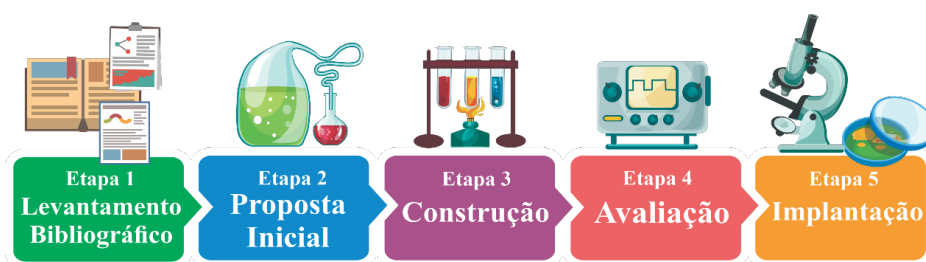 Etapa 1
Levantamento
Bibliográfico
Etapa 2
Proposta
Inicial
Etapa 3
Construção
Etapa 4
Avaliação
Etapa 5
Implantação